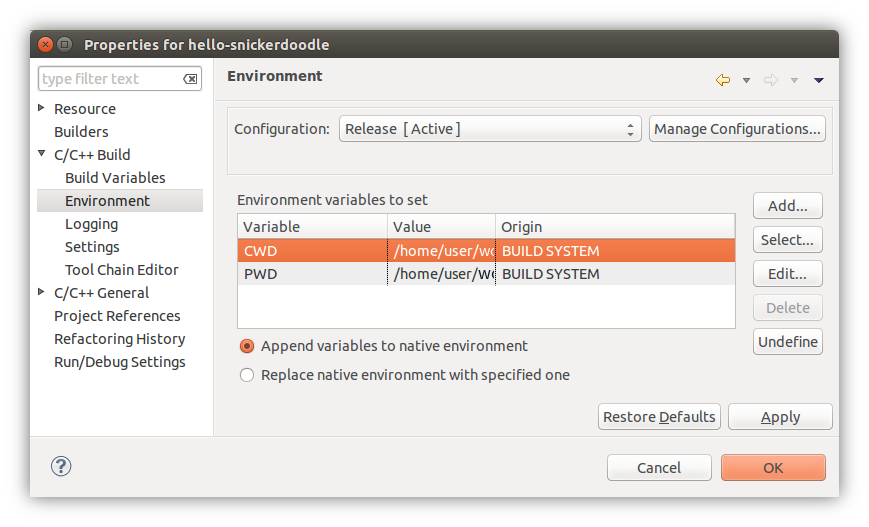 Properties for hello-snickerdoodle
type filter text
Environment
Resource
Builders
C/C++ Build
Build Variables
Environment
Logging
Settings
Tool Chain Editor
C/C++ General
Project References
Refactoring History
Run/Debug Settings
Configuration: Release [ Active ] Manage Configurations...
Environment variables to set
Variable Value Origin
CWD /home/user/wo BUILD SYSTEM
PWD /home/user/wo BUILD SYSTEM
Add...
Select...
Edit...
Delete
Undefine
Append variables to native environment
Replace native environment with specified one
Restore Defaults Apply
? Cancel OK